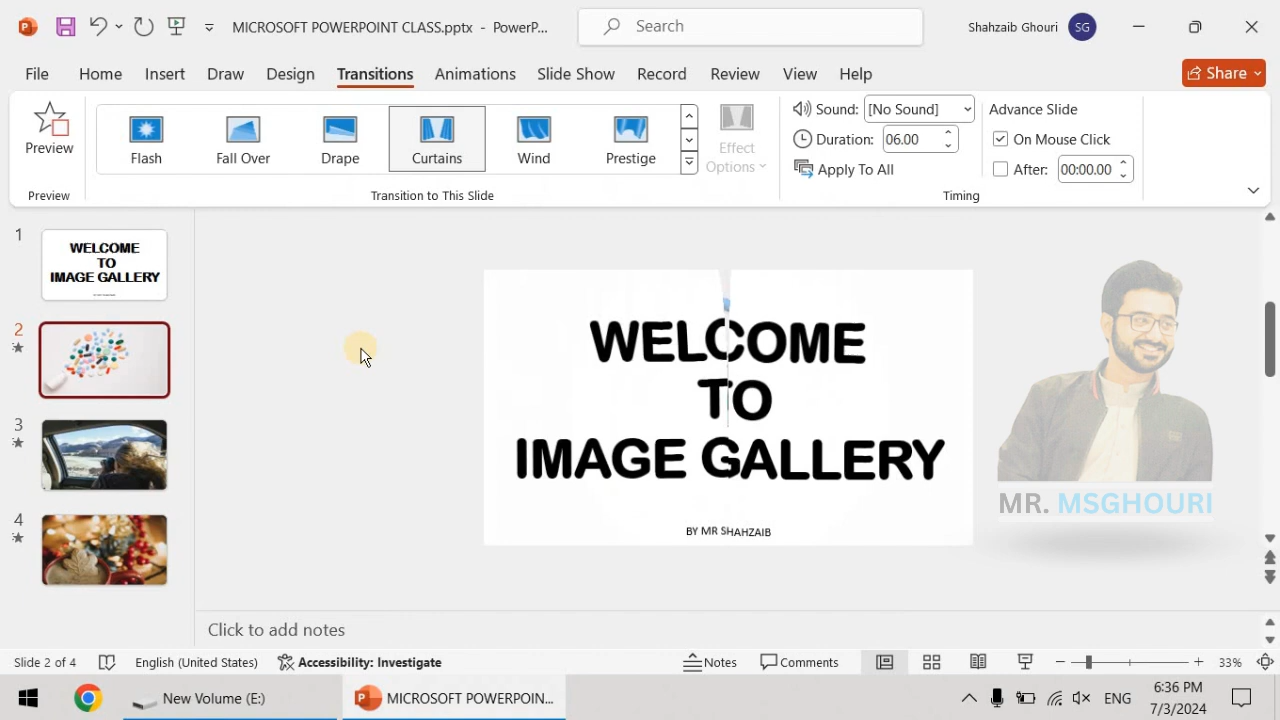 MICROSOFT POWERPOINT CLASS.pptx - PowerP...
Search
Shahzaib Ghouri
SG
File
Home
Insert
Draw
Design
Transitions
Animations
Slide Show
Record
Review
View
Help
Share
Preview
Flash
Fall Over
Drape
Curtains
Wind
Prestige
Effect
Options
Sound: [No Sound]
Duration: 06.00
Apply To All
Advance Slide
On Mouse Click
After: 00:00.00
Preview
Transition to This Slide
Timing
1
WELCOME
TO
IMAGE GALLERY
2
3
4
WELCOME
TO
IMAGE GALLERY
BY MR SHAHZAIB
MR. MSGHOURI
Click to add notes
Slide 2 of 4
English (United States)
Accessibility: Investigate
Notes
Comments
33%
New Volume (E:)
MICROSOFT POWERPOIN...
ENG
6:36 PM
7/3/2024